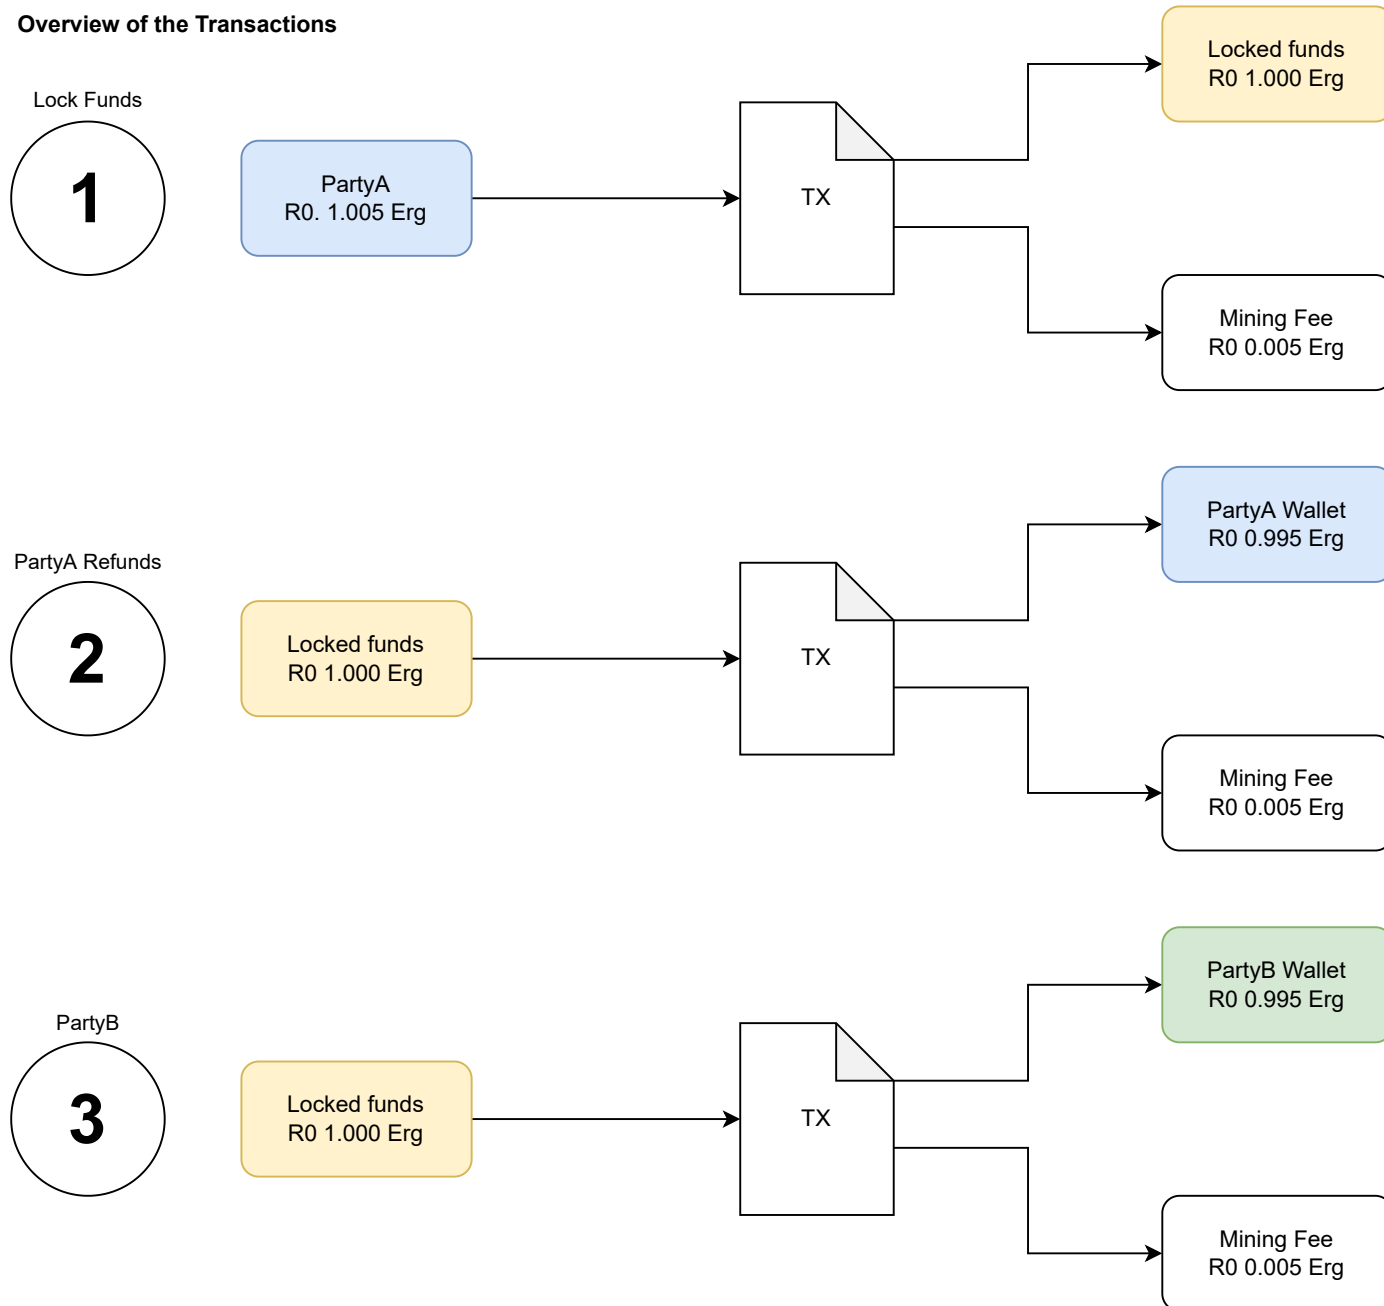 Overview of the Transactions
Lock Funds
1
PartyA
R0. 1.005 Erg
TX
Locked funds
R0 1.000 Erg
Mining Fee
R0 0.005 Erg
PartyA Refunds
2
Locked funds
R0 1.000 Erg
TX
PartyA Wallet
R0 0.995 Erg
Mining Fee
R0 0.005 Erg
PartyB
3
Locked funds
R0 1.000 Erg
TX
PartyB Wallet
R0 0.995 Erg
Mining Fee
R0 0.005 Erg